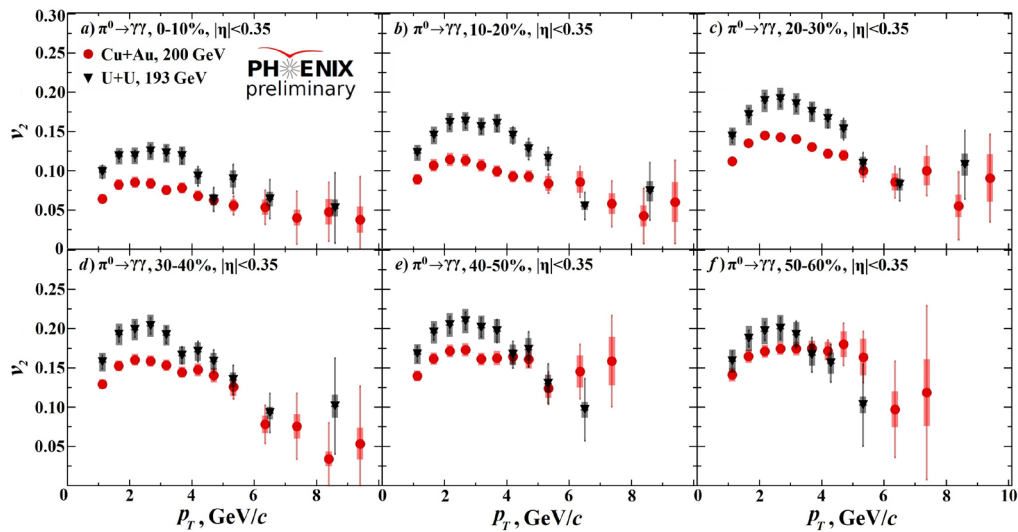 a) π⁰→γγ, 0-10%, |η|<0.35
Cu+Au, 200 GeV
U+U, 193 GeV
PHENIX
preliminary
b) π⁰→γγ, 10-20%, |η|<0.35
c) π⁰→γγ, 20-30%, |η|<0.35
v₂
0.30
0.25
0.20
0.15
0.10
0.05
0
d) π⁰→γγ, 30-40%, |η|<0.35
e) π⁰→γγ, 40-50%, |η|<0.35
f) π⁰→γγ, 50-60%, |η|<0.35
v₂
0.25
0.20
0.15
0.10
0.05
0 2 4 6 8 0 2 4 6 8 0 2 4 6 8 10
p_T, GeV/c
p_T, GeV/c
p_T, GeV/c